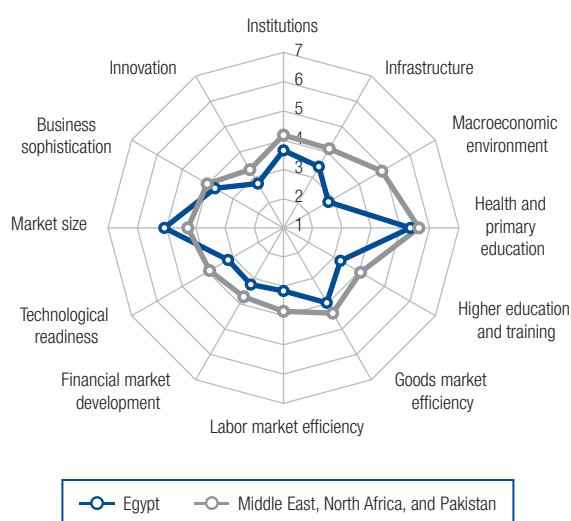 Institutions
7
6
5
4
3
2
1
Infrastructure
Macroeconomic
environment
Health and
primary
education
Higher education
and training
Goods market
efficiency
Labor market efficiency
Financial market
development
Technological
readiness
Market size
Business
sophistication
Innovation
Egypt
Middle East, North Africa, and Pakistan